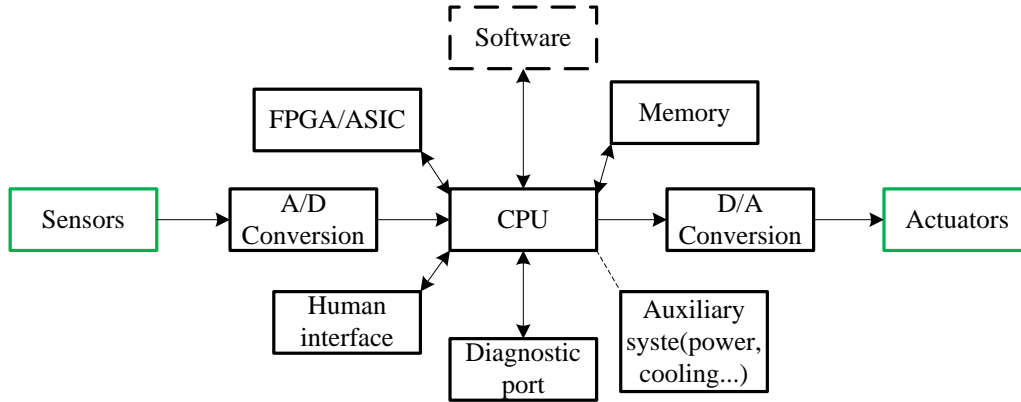 Software
FPGA/ASIC
Memory
Sensors
A/D
Conversion
CPU
D/A
Conversion
Actuators
Human
interface
Diagnostic
port
Auxiliary
syste(power,
cooling...)